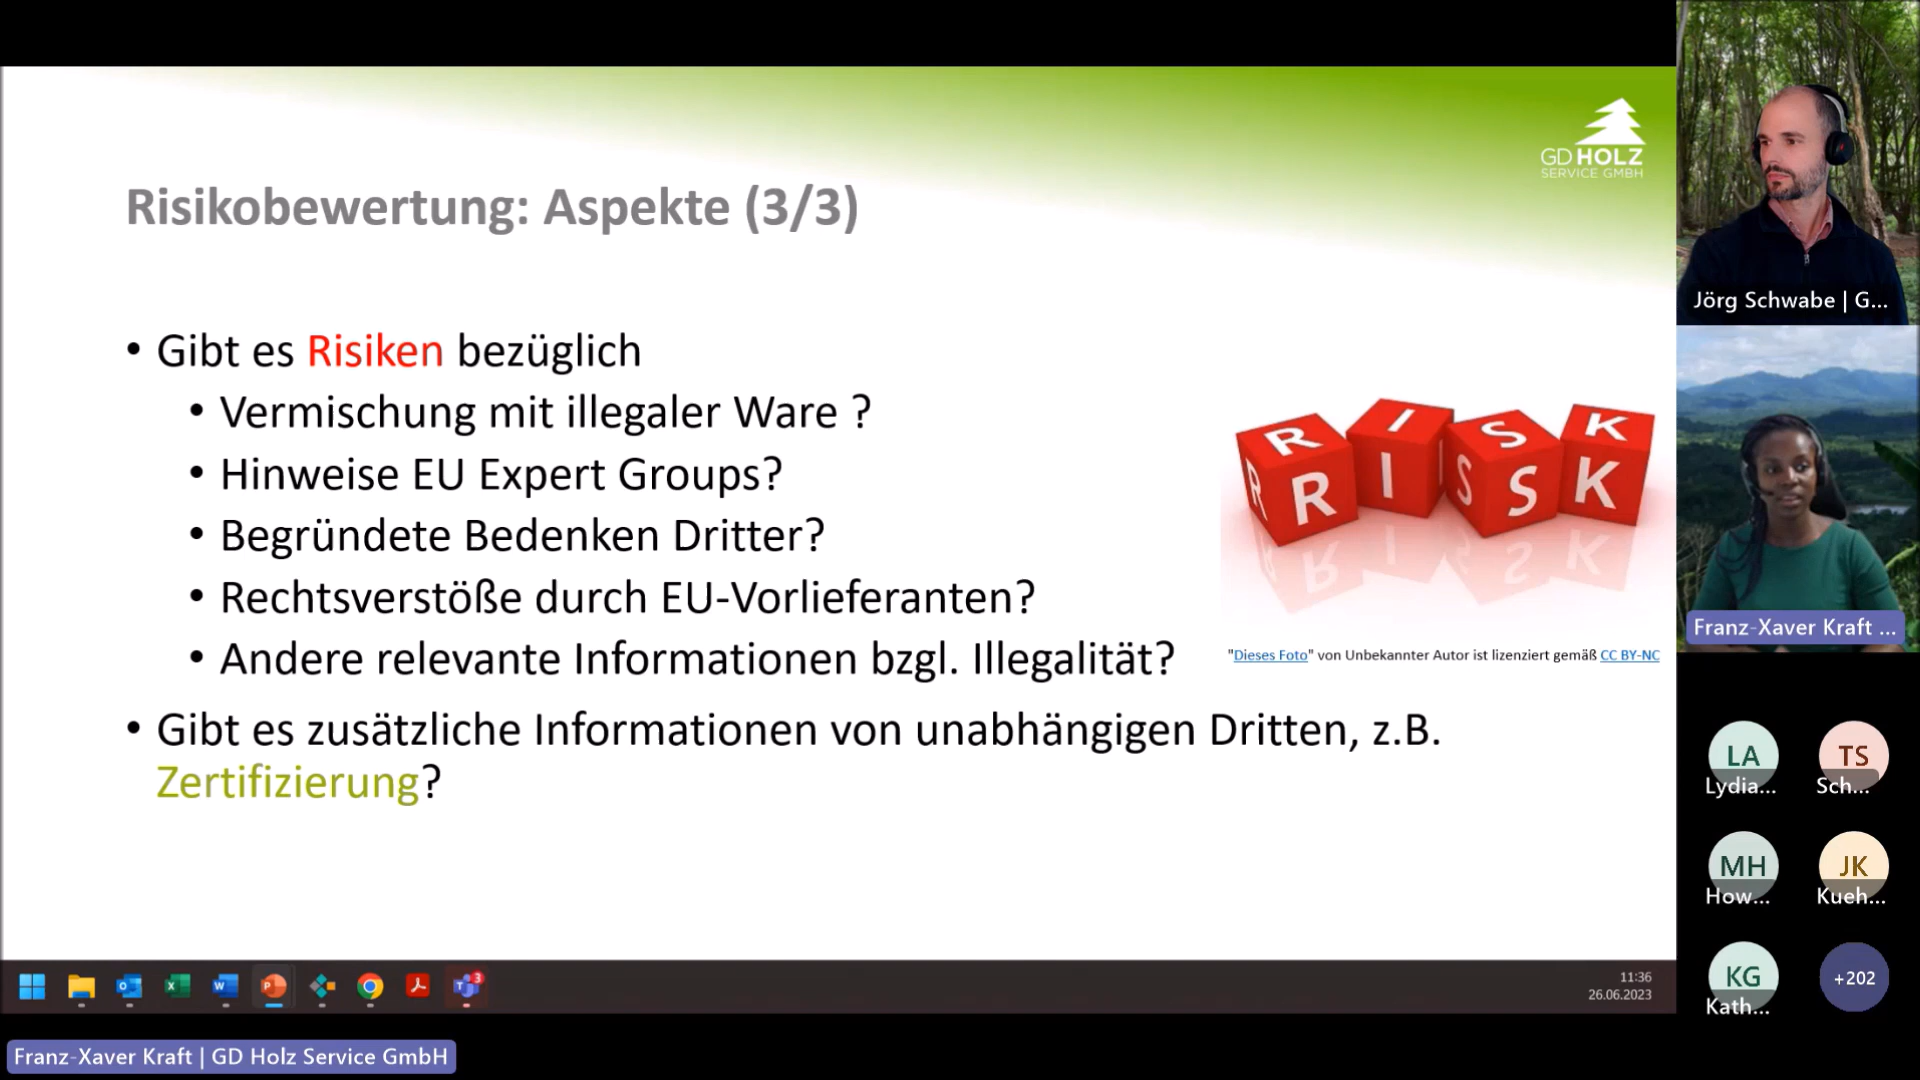 GD HOLZ
SERVICE GMBH
Risikobewertung: Aspekte (3/3)
• Gibt es Risiken bezüglich
• Vermischung mit illegaler Ware ?
• Hinweise EU Expert Groups?
• Begründete Bedenken Dritter?
• Rechtsverstöße durch EU-Vorlieferanten?
• Andere relevante Informationen bzgl. Illegalität?
• Gibt es zusätzliche Informationen von unabhängigen Dritten, z.B.
Zertifizierung?
R I S K
R R I I S S K
"Dieses Foto" von Unbekannter Autor ist lizenziert gemäß CC BY-NC
Jörg Schwabe | G...
Franz-Xaver Kraft ...
LA
Lydia...
TS
Sch...
MH
How...
JK
Kueh...
KG
Kath...
+202
3
11:36
26.06.2023
Franz-Xaver Kraft | GD Holz Service GmbH